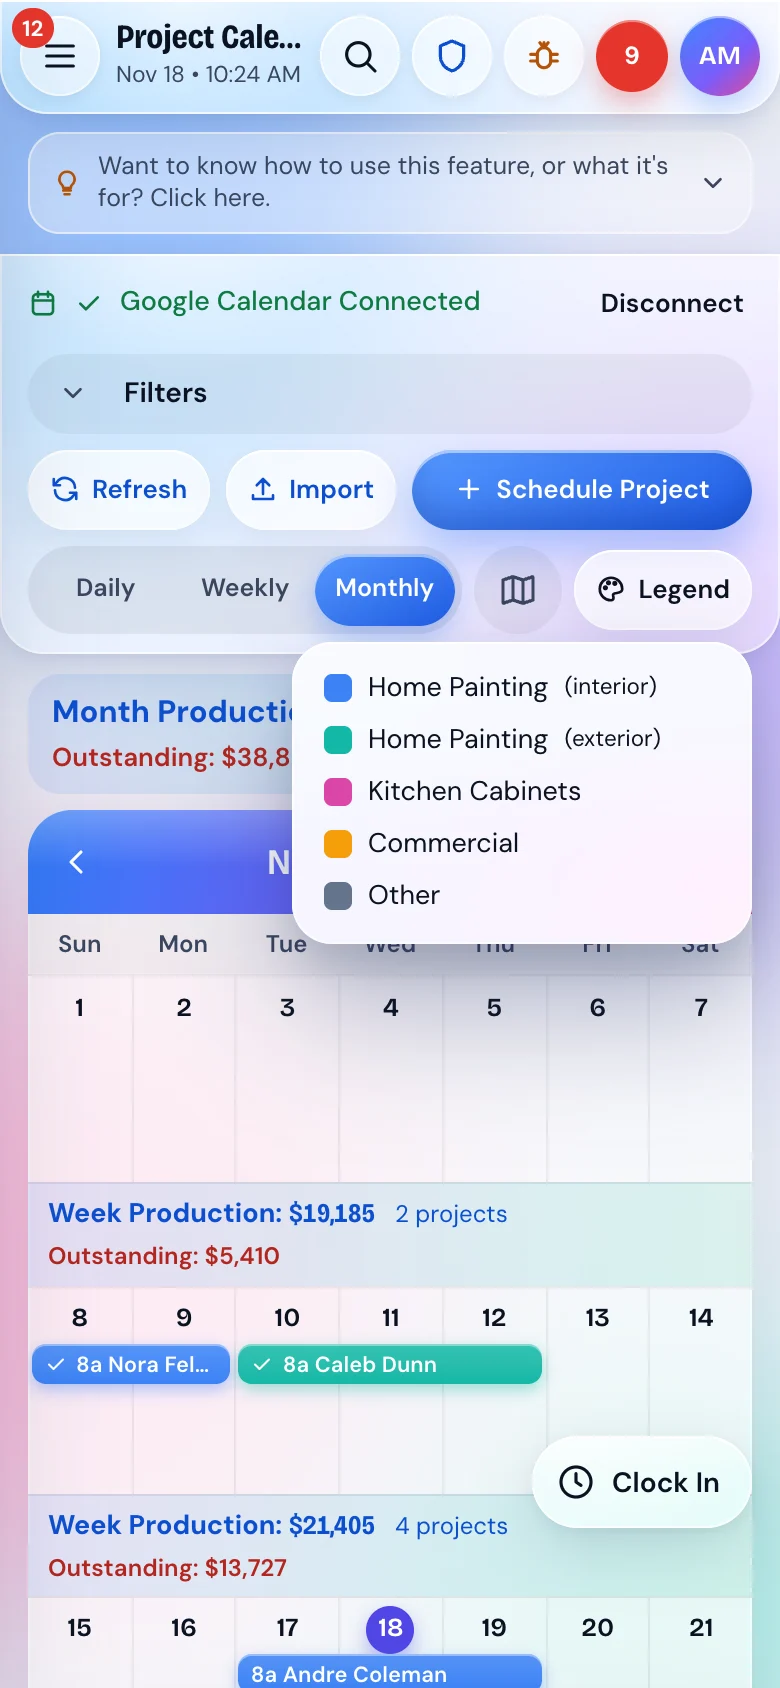 12
Project Cale...
Nov 18 • 10:24 AM
9
AM
Want to know how to use this feature, or what it's
for? Click here.
Google Calendar Connected
Disconnect
Filters
Refresh
Import
Schedule Project
Daily
Weekly
Monthly
Legend
Home Painting (interior)
Home Painting (exterior)
Kitchen Cabinets
Commercial
Other
Month
Outstanding: $38,8
N
Sun Mon Tue Wed Thu Fri Sat
1 2 3 4 5 6 7
Week Production: $19,185 2 projects
Outstanding: $5,410
8 9 10 11 12 13 14
8a Nora Fel... 8a Caleb Dunn
Clock In
Week Production: $21,405 4 projects
Outstanding: $13,727
15 16 17 18 19 20 21
8a Andre Coleman